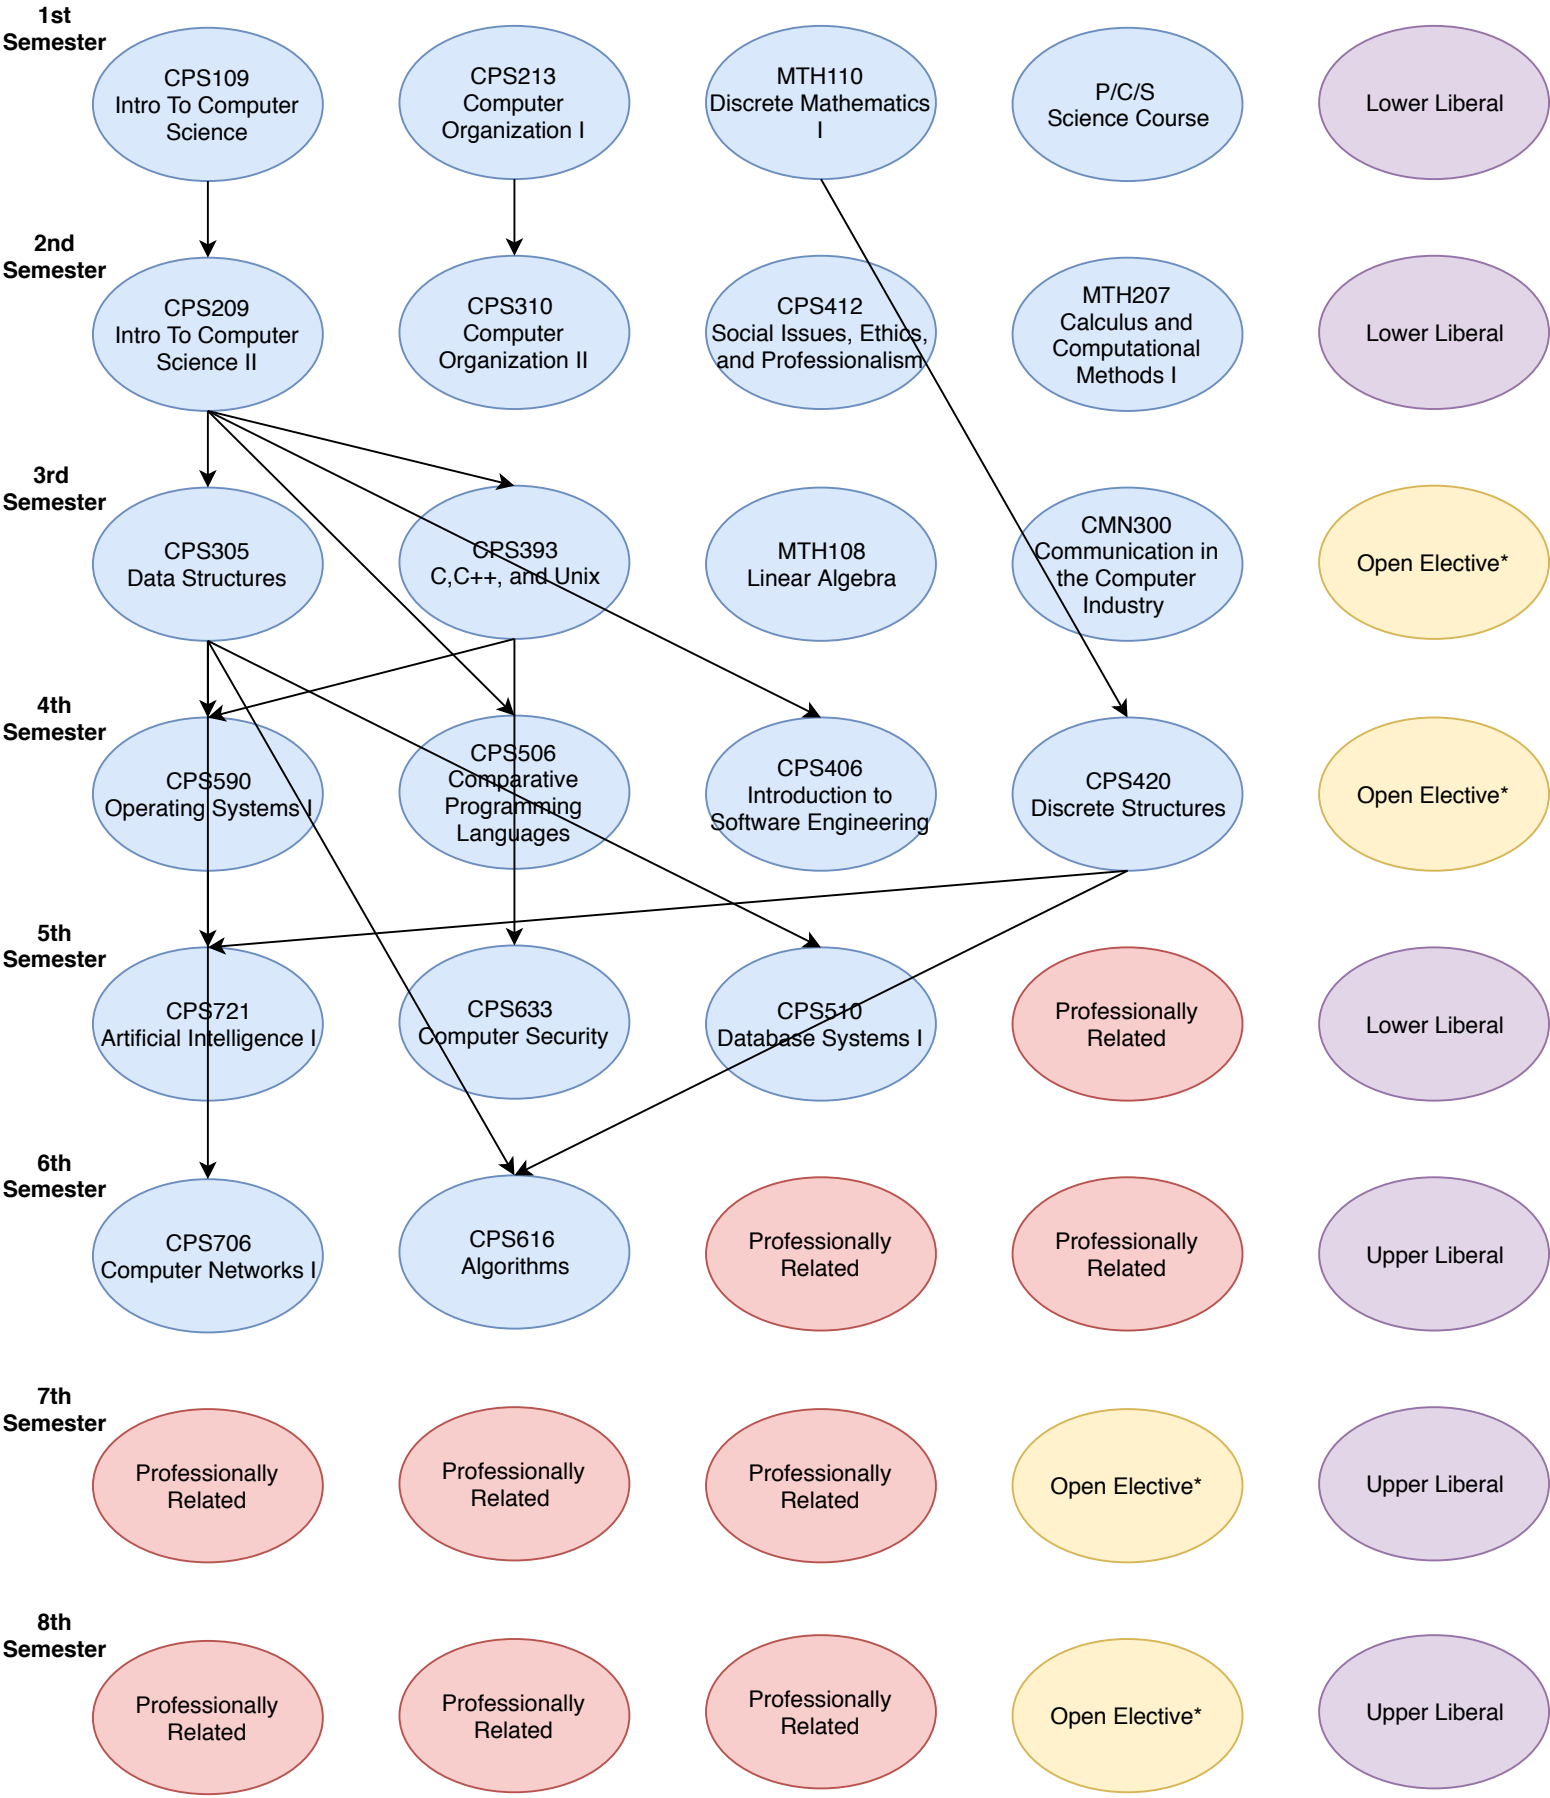 1st
Semester
CPS109
Intro To Computer
Science
CPS213
Computer
Organization I
MTH110
Discrete Mathematics
I
P/C/S
Science Course
Lower Liberal
2nd
Semester
CPS209
Intro To Computer
Science II
CPS310
Computer
Organization II
CPS412
Social Issues, Ethics,
and Professionalism
MTH207
Calculus and
Computational
Methods I
Lower Liberal
3rd
Semester
CPS305
Data Structures
CPS393
C,C++, and Unix
MTH108
Linear Algebra
CMN300
Communication in
the Computer
Industry
Open Elective*
4th
Semester
CPS590
Operating Systems I
CPS506
Comparative
Programming
Languages
CPS406
Introduction to
Software Engineering
CPS420
Discrete Structures
Open Elective*
5th
Semester
CPS721
Artificial Intelligence I
CPS633
Computer Security
CPS510
Database Systems I
Professionally
Related
Lower Liberal
6th
Semester
CPS706
Computer Networks I
CPS616
Algorithms
Professionally
Related
Professionally
Related
Upper Liberal
7th
Semester
Professionally
Related
Professionally
Related
Professionally
Related
Open Elective*
Upper Liberal
8th
Semester
Professionally
Related
Professionally
Related
Professionally
Related
Open Elective*
Upper Liberal